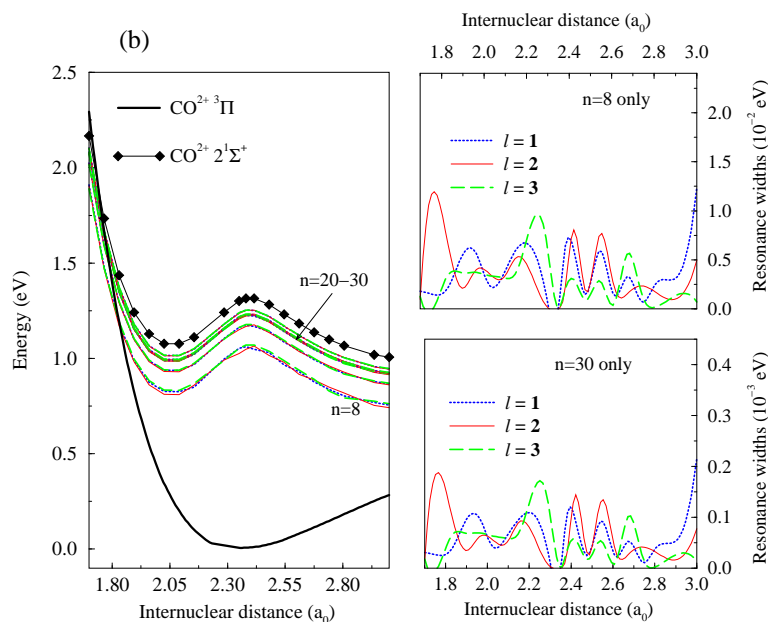 (b)
2.5
2.0
1.5
1.0
0.5
0.0
Energy (eV)
CO²⁺ ³Π
CO²⁺ 2¹Σ⁺
n=20−30
n=8
1.80 2.05 2.30 2.55 2.80
Internuclear distance (a₀)
Internuclear distance (a₀)
1.8 2.0 2.2 2.4 2.6 2.8 3.0
n=8 only
l = 1
l = 2
l = 3
2.0
1.5
1.0
0.5
0.0
Resonance widths (10⁻² eV)
n=30 only
l = 1
l = 2
l = 3
0.4
0.3
0.2
0.1
0.0
Resonance widths (10⁻³ eV)
1.8 2.0 2.2 2.4 2.6 2.8 3.0
Internuclear distance (a₀)